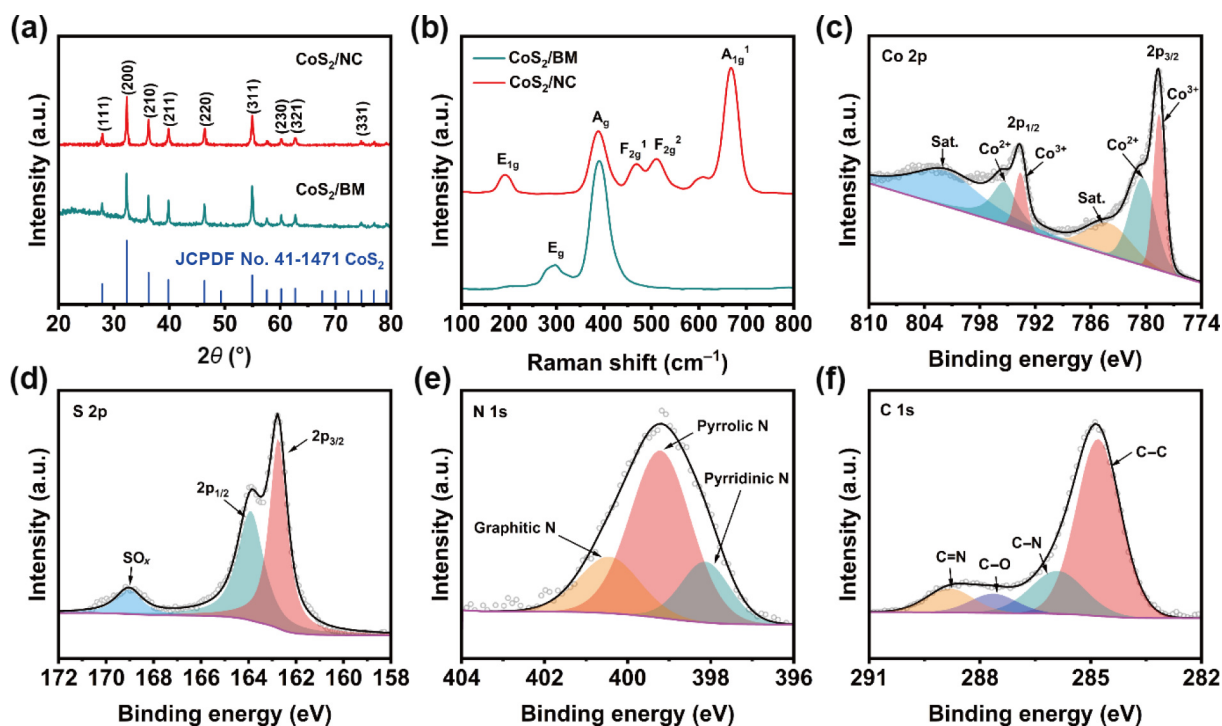 (a)
Intensity (a.u.)
CoS₂/NC
(111)
(200)
(210)
(211)
(220)
(311)
(230)
(321)
(331)
CoS₂/BM
JCPDF No. 41-1471 CoS₂
20 30 40 50 60 70 80
2θ (°)
(b)
Intensity (a.u.)
CoS₂/BM
CoS₂/NC
E₁g
Ag
F₂g¹
F₂g²
A₁g¹
Eg
100 200 300 400 500 600 700 800
Raman shift (cm⁻¹)
(c)
Intensity (a.u.)
Co 2p
2p₃/₂
Co³⁺
2p₁/₂
Sat.
Co²⁺
Co³⁺
Co²⁺
Sat.
810 804 798 792 786 780 774
Binding energy (eV)
(d)
Intensity (a.u.)
S 2p
2p₃/₂
2p₁/₂
SOₓ
172 170 168 166 164 162 160 158
Binding energy (eV)
(e)
Intensity (a.u.)
N 1s
Pyrrolic N
Pyrridinic N
Graphitic N
404 402 400 398 396
Binding energy (eV)
(f)
Intensity (a.u.)
C 1s
C–C
C–N
C=N
C–O
291 288 285 282
Binding energy (eV)